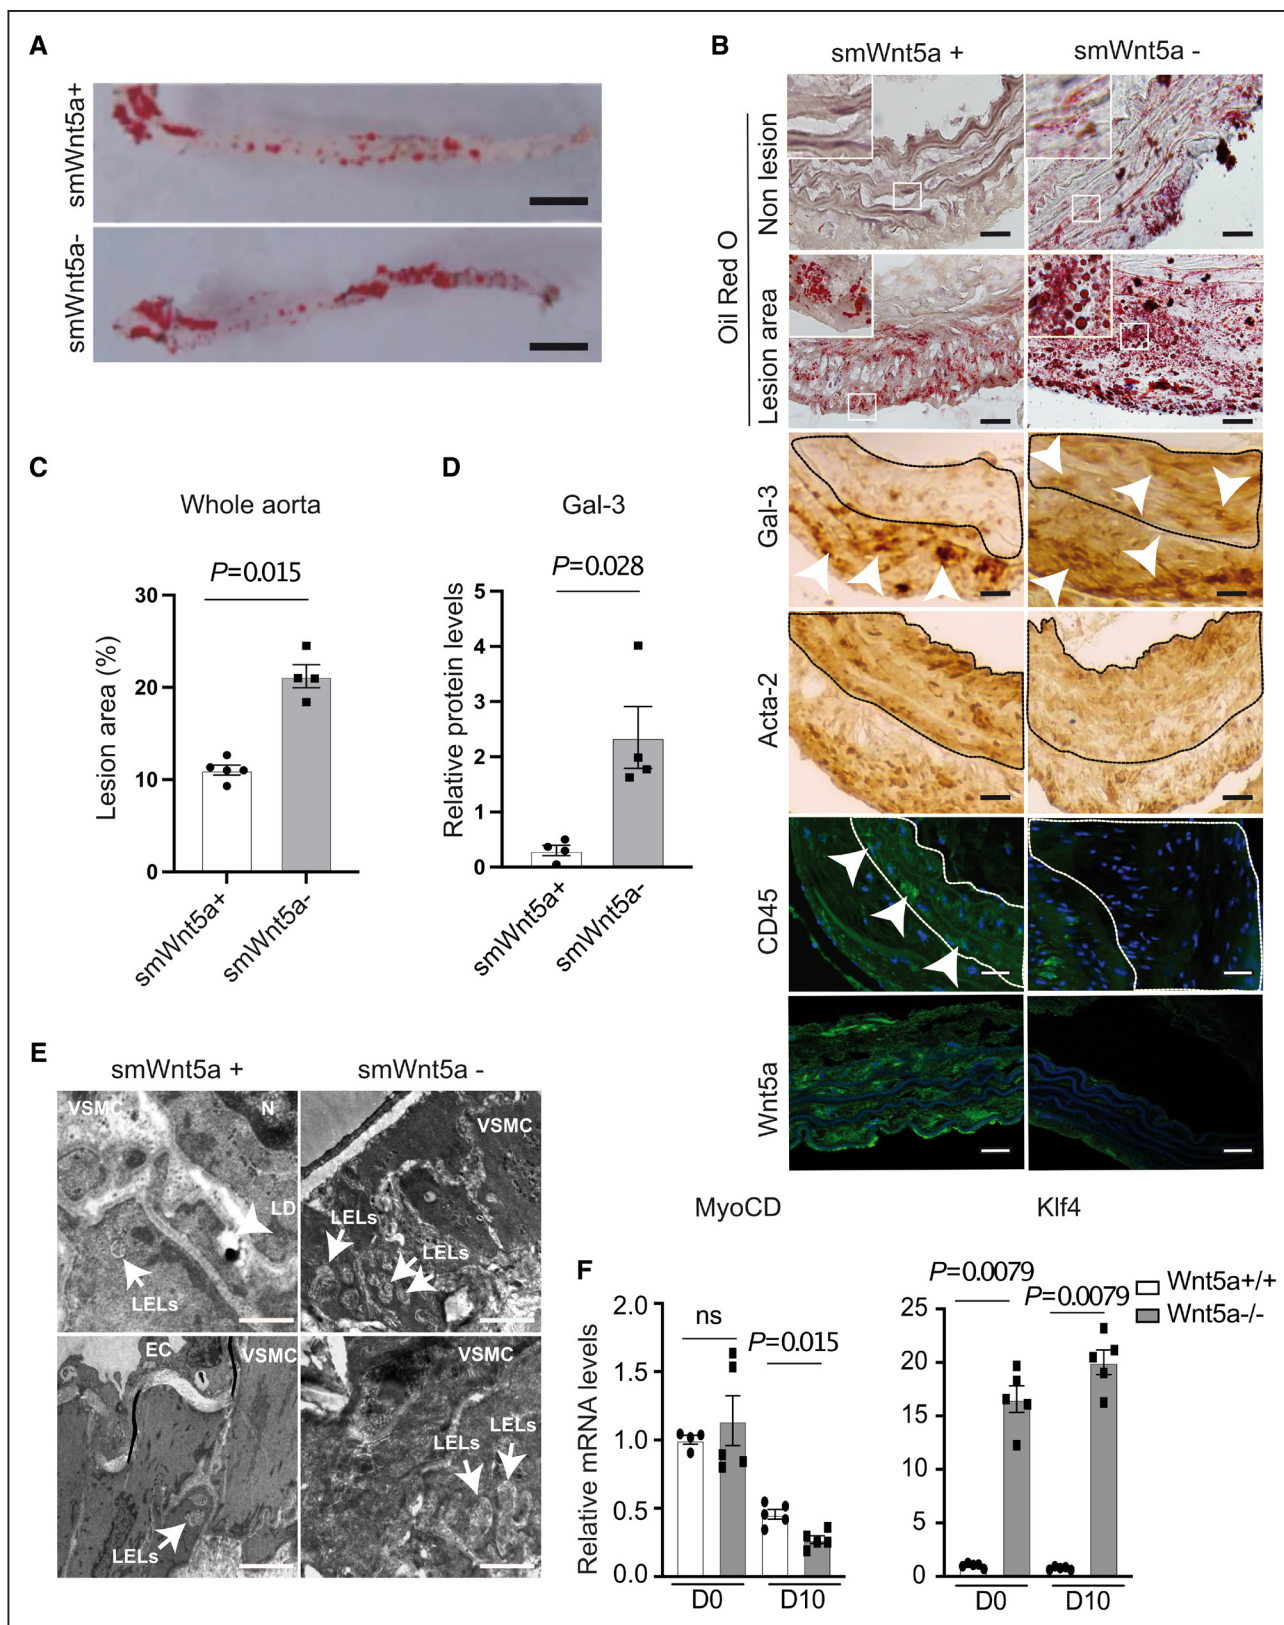 A
smWnt5a+
smWnt5a-
B
smWnt5a +
smWnt5a -
Oil Red O
Non lesion
Lesion area
Gal-3
Acta-2
CD45
Wnt5a
C
Whole aorta
P=0.015
Lesion area (%)
30
20
10
0
smWnt5a+
smWnt5a-
D
Gal-3
P=0.028
Relative protein levels
5
4
3
2
1
0
smWnt5a+
smWnt5a-
E
smWnt5a +
smWnt5a -
VSMC
N
LD
LELs
VSMC
LELs
LELs
EC
VSMC
LELs
VSMC
LELs
LELs
F
MyoCD
Relative mRNA levels
2.0
1.5
1.0
0.5
0.0
ns
P=0.015
D0
D10
Klf4
P=0.0079
P=0.0079
25
20
15
10
5
0
D0
D10
Wnt5a+/+
Wnt5a-/-